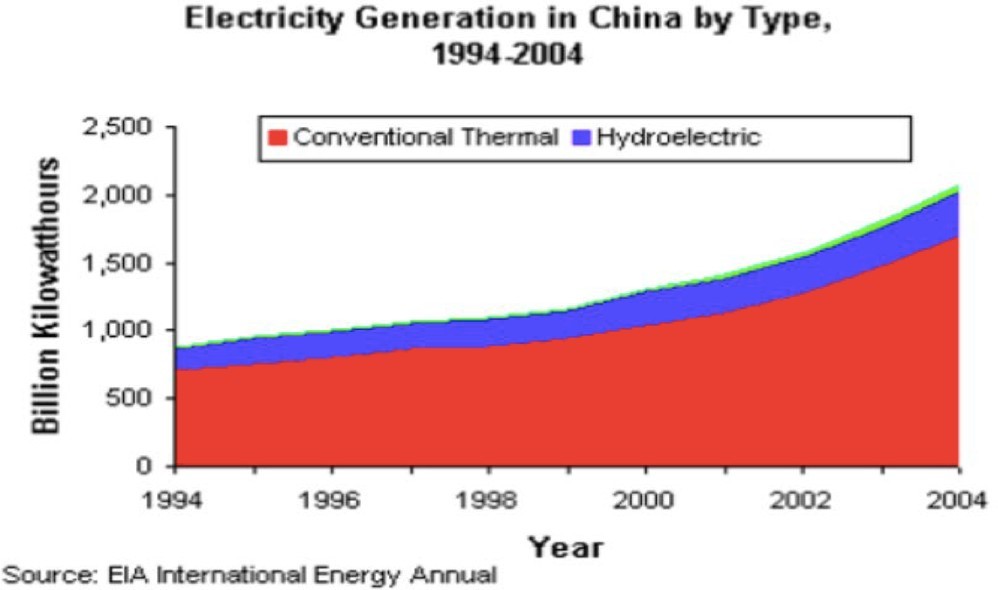 Electricity Generation in China by Type,
1994-2004
Conventional Thermal Hydroelectric
2,500
2,000
1,500
1,000
500
0
Billion Kilowatthours
1994 1996 1998 2000 2002 2004
Year
Source: EIA International Energy Annual